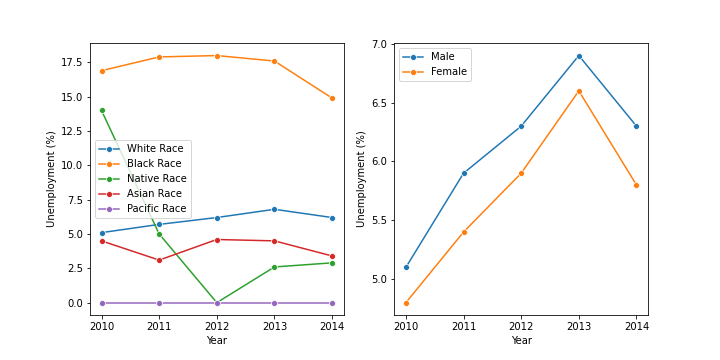 17.5
15.0
12.5
10.0
7.5
5.0
2.5
0.0
Unemployment (%)
White Race
Black Race
Native Race
Asian Race
Pacific Race
2010 2011 2012 2013 2014
Year
7.0
6.5
6.0
5.5
5.0
Unemployment (%)
Male
Female
2010 2011 2012 2013 2014
Year